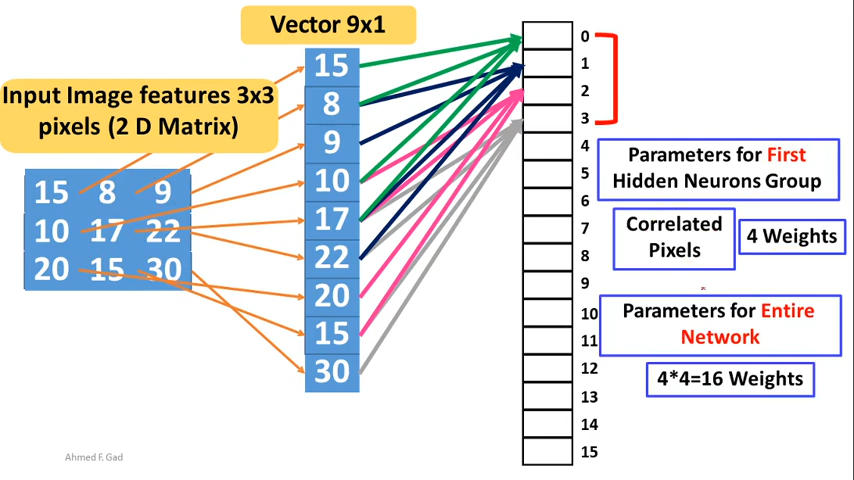 Vector 9x1
Input Image features 3x3
pixels (2 D Matrix)
15 8 9
10 17 22
20 15 30
15
8
9
10
17
22
20
15
30
0
1
2
3
4
5
6
7
8
9
10
11
12
13
14
15
Parameters for First
Hidden Neurons Group
Correlated
Pixels
4 Weights
Parameters for Entire
Network
4*4=16 Weights
Ahmed F. Gad